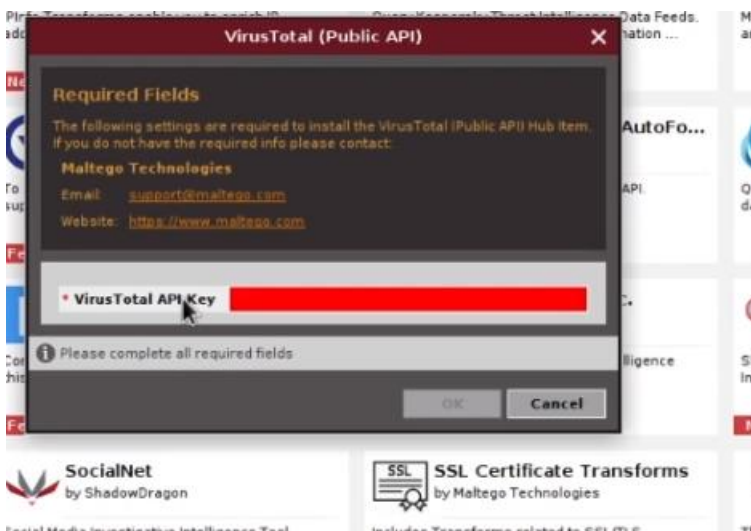 VirusTotal (Public API)
Data Feeds.
nation ...
Required Fields
The following settings are required to install the VirusTotal (Public API) Hub Item.
If you do not have the required info please contact:
Maltego Technologies
Email: support@maltego.com
Website: https://www.maltego.com
AutoFo...
API.
* VirusTotal API Key
Please complete all required fields
lligence
OK
Cancel
SocialNet
by ShadowDragon
SSL
SSL Certificate Transforms
by Maltego Technologies